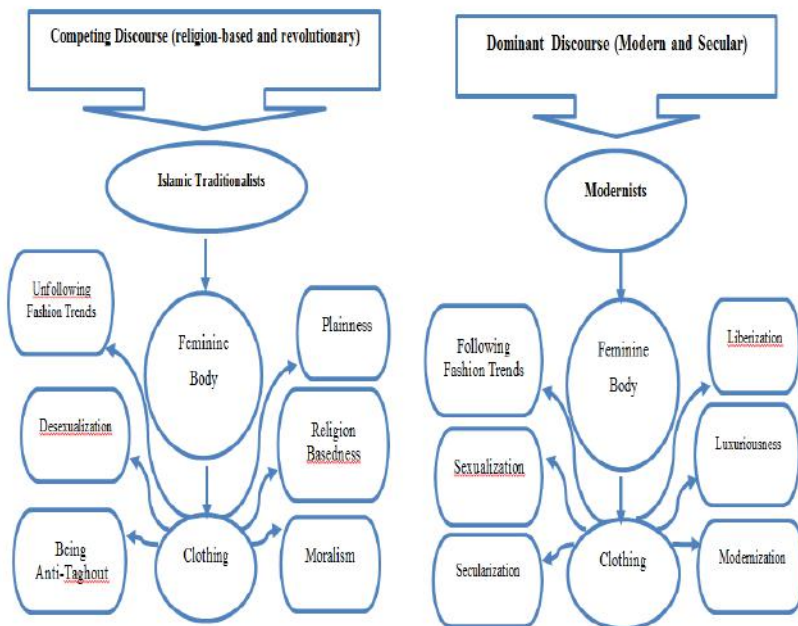 Competing Discourse (religion-based and revolutionary)
Islamic Traditionalists
Unfollowing
Fashion Trends
Feminine
Body
Plainness
Desexualization
Religion
Basedness
Being
Anti-Taghout
Clothing
Moralism
Dominant Discourse (Modern and Secular)
Modernists
Following
Fashion Trends
Feminine
Body
Liberization
Sexualization
Luxuriousness
Secularization
Clothing
Modernization